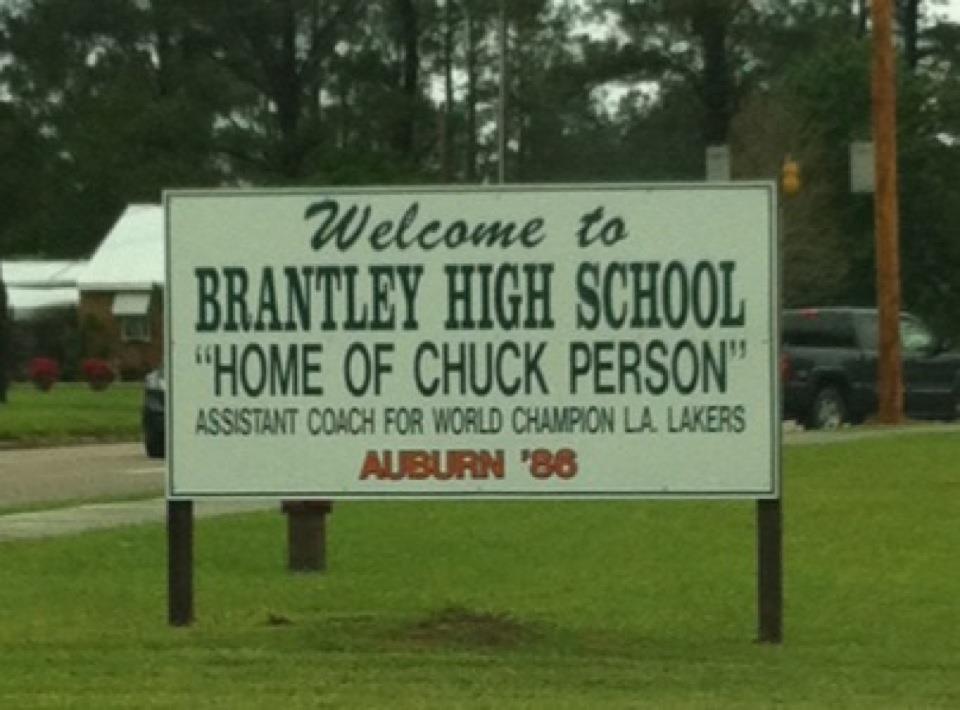 Welcome to
BRANTLEY HIGH SCHOOL
"HOME OF CHUCK PERSON"
ASSISTANT COACH FOR WORLD CHAMPION L.A. LAKERS
AUBURN '86